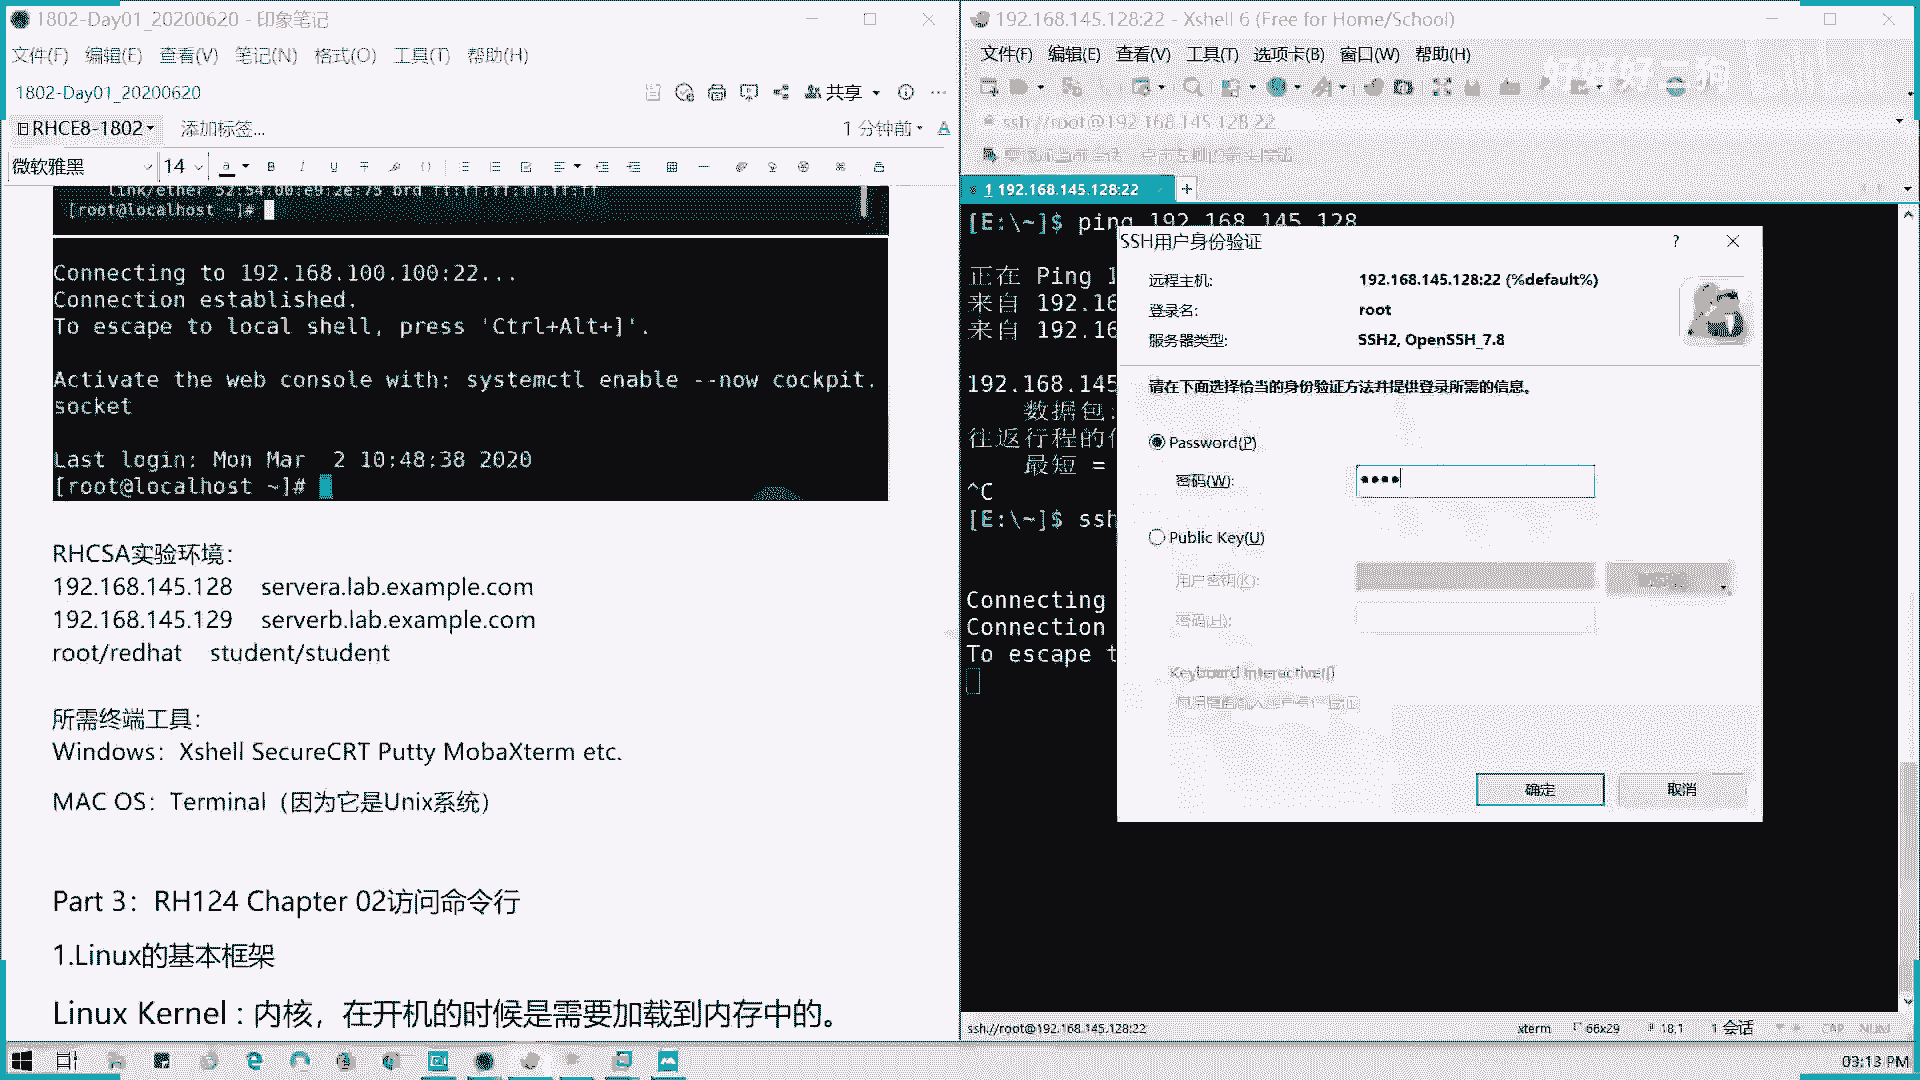 1802-Day01_20200620 - 印象笔记
文件(F) 编辑(E) 查看(V) 笔记(N) 格式(O) 工具(T) 帮助(H)
1802-Day01_20200620
共享
RHCE8-1802
添加标签...
1 分钟前
微软雅黑 14
link/ether 52:54:00:e9:2e:75 brd ff:ff:ff:ff:ff:ff
[root@localhost ~]#
Connecting to 192.168.100.100:22...
Connection established.
To escape to local shell, press 'Ctrl+Alt+]'.
Activate the web console with: systemctl enable --now cockpit.
socket
Last login: Mon Mar  2 10:48:38 2020
[root@localhost ~]#
RHCSA实验环境：
192.168.145.128 servera.lab.example.com
192.168.145.129 serverb.lab.example.com
root/redhat student/student
所需终端工具：
Windows：Xshell SecureCRT Putty MobaXterm etc.
MAC OS：Terminal（因为它是Unix系统）
Part 3：RH124 Chapter 02访问命令行
1.Linux的基本框架
Linux Kernel : 内核，在开机的时候是需要加载到内存中的。
192.168.145.128:22 - Xshell 6 (Free for Home/School)
文件(F) 编辑(E) 查看(V) 工具(T) 选项卡(B) 窗口(W) 帮助(H)
好好好二狗
ssh://root@192.168.145.128:22
1 192.168.145.128:22
[E:\~]$ ping 192.168.145.128
正在 Ping 1
来自 192.16
来自 192.16
192.168.145
数据包:
往返行程的
最短 =
^C
[E:\~]$ ssh
Connecting
Connection
To escape t
SSH用户身份验证
远程主机: 192.168.145.128:22 (%default%)
登录名: root
服务器类型: SSH2, OpenSSH_7.8
请在下面选择恰当的身份验证方法并提供登录所需的信息。
Password(P)
密码(W):
Public Key(U)
用户密钥(K):
Keyboard Interactive(I)
确定 取消
ssh://root@192.168.145.128:22
xterm 66x29 18,1 1 会话 CAP NUM
03:13 PM